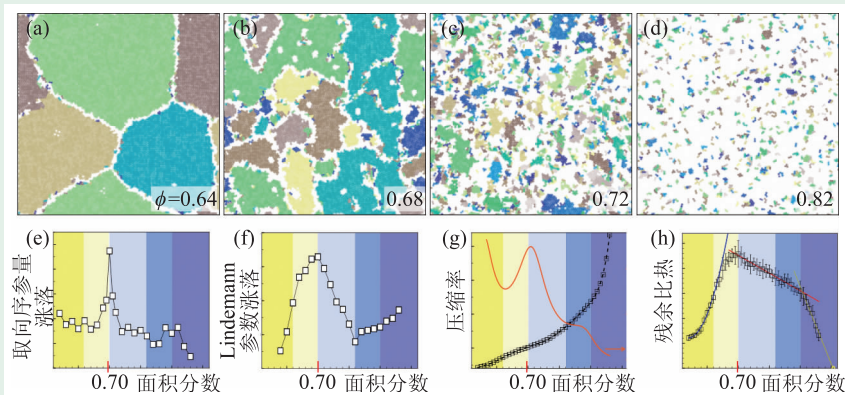 (a)
(b)
(c)
(d)
ϕ=0.64
0.68
0.72
0.82
(e)
(f)
(g)
(h)
取向序参量
涨落
Lindemann
参数涨落
压缩率
残余比热
0.70 面积分数
0.70 面积分数
0.70 面积分数
0.70 面积分数